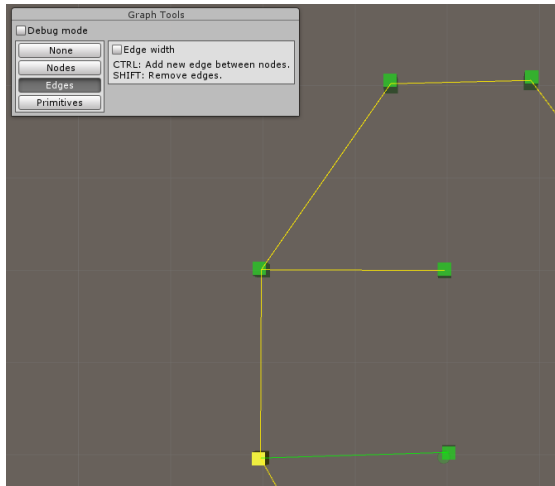 Graph Tools
Debug mode
None
Nodes
Edges
Primitives
Edge width
CTRL: Add new edge between nodes.
SHIFT: Remove edges.